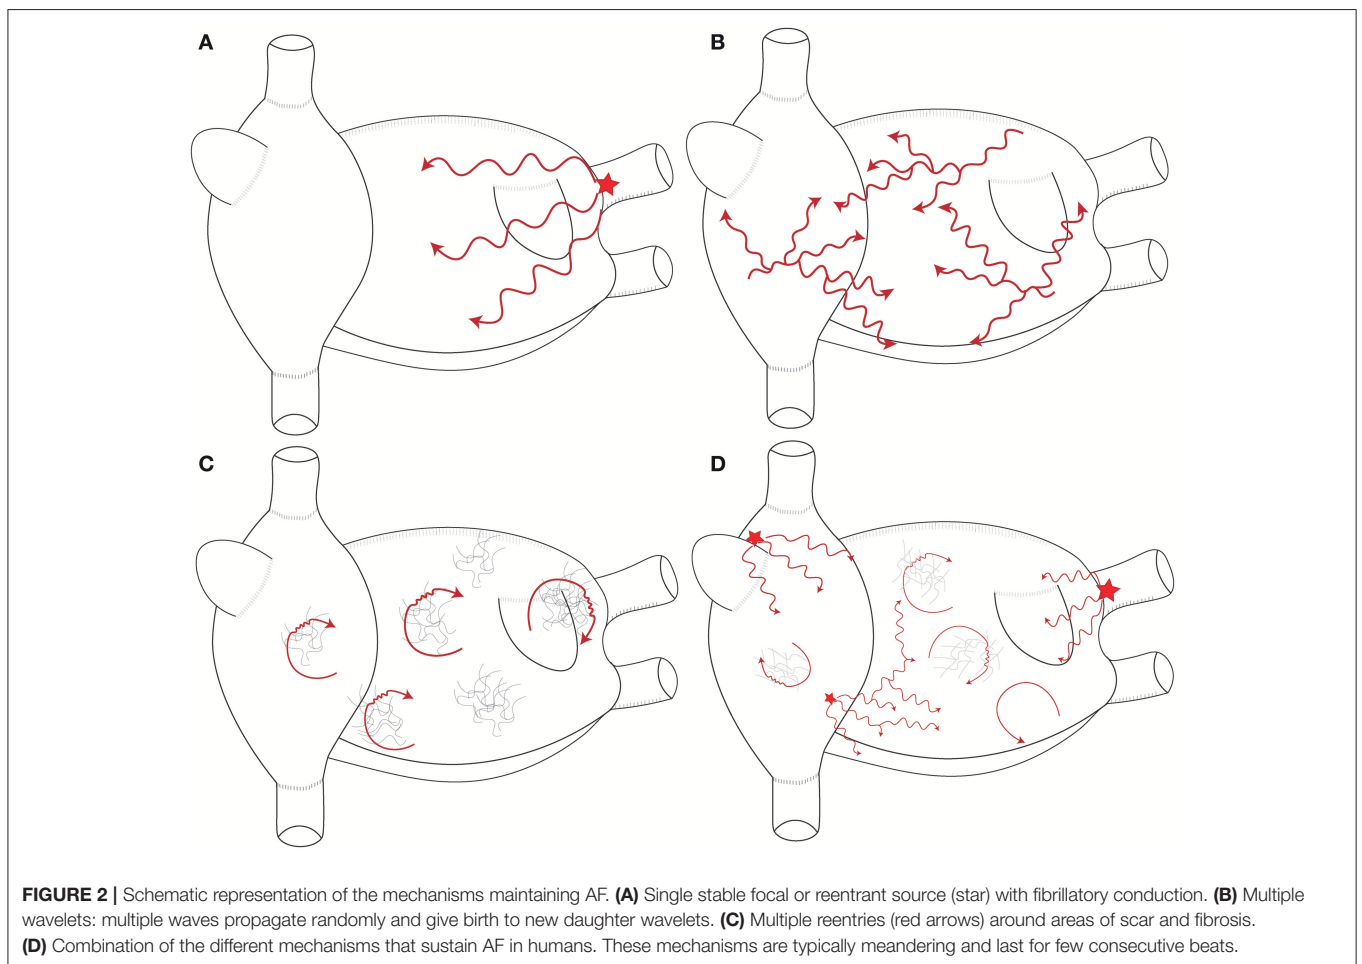 A
B
C
D
FIGURE 2 | Schematic representation of the mechanisms maintaining AF. (A) Single stable focal or reentrant source (star) with fibrillatory conduction. (B) Multiple
wavelets: multiple waves propagate randomly and give birth to new daughter wavelets. (C) Multiple reentries (red arrows) around areas of scar and fibrosis.
(D) Combination of the different mechanisms that sustain AF in humans. These mechanisms are typically meandering and last for few consecutive beats.